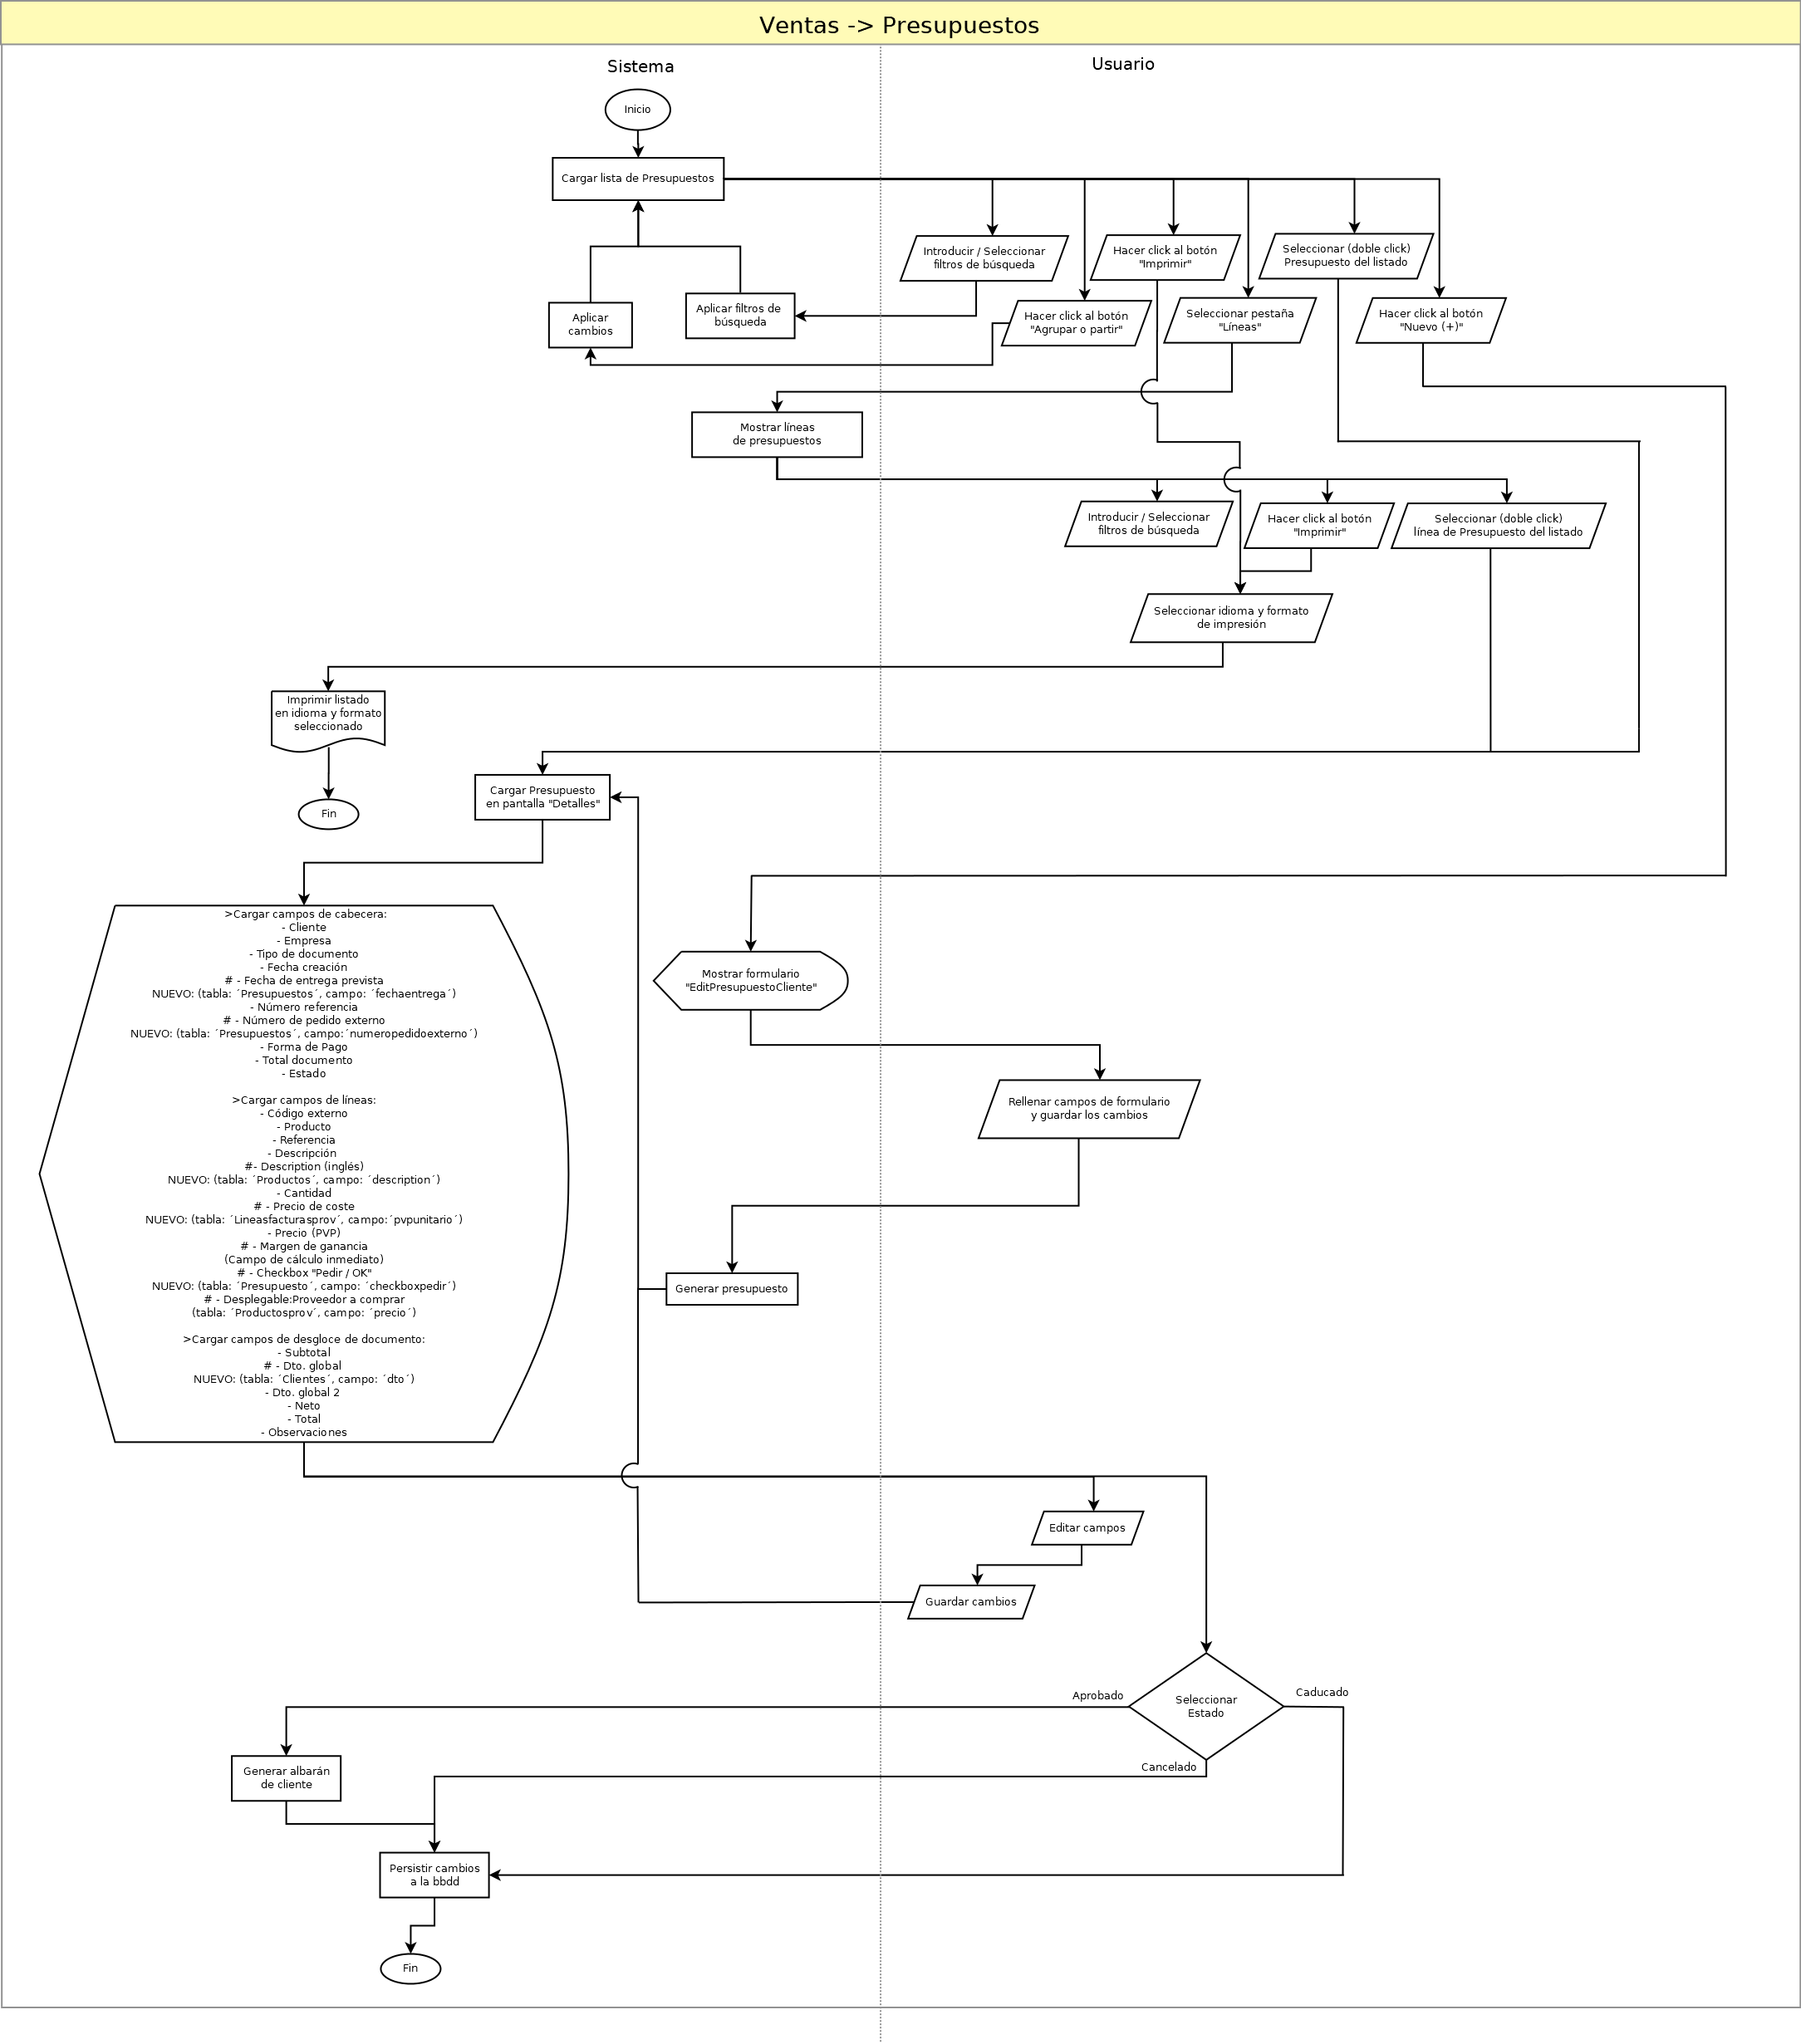 Ventas -> Presupuestos
Sistema
Usuario
Inicio
Cargar lista de Presupuestos
Introducir / Seleccionar
filtros de búsqueda
Hacer click al botón
"Imprimir"
Seleccionar (doble click)
Presupuesto del listado
Aplicar
cambios
Aplicar filtros de
búsqueda
Hacer click al botón
"Agrupar o partir"
Seleccionar pestaña
"Líneas"
Hacer click al botón
"Nuevo (+)"
Mostrar líneas
de presupuestos
Introducir / Seleccionar
filtros de búsqueda
Hacer click al botón
"Imprimir"
Seleccionar (doble click)
línea de Presupuesto del listado
Seleccionar idioma y formato
de impresión
Imprimir listado
en idioma y formato
seleccionado
Fin
Cargar Presupuesto
en pantalla "Detalles"
>Cargar campos de cabecera:
- Cliente
- Empresa
- Tipo de documento
- Fecha creación
# - Fecha de entrega prevista
NUEVO: (tabla: ´Presupuestos´, campo: ´fechaentrega´)
- Número referencia
# - Número de pedido externo
NUEVO: (tabla: ´Presupuestos´, campo:´numeropedidoexterno´)
- Forma de Pago
- Total documento
- Estado
>Cargar campos de líneas:
- Código externo
- Producto
- Referencia
- Descripción
#- Description (inglés)
NUEVO: (tabla: ´Productos´, campo: ´description´)
- Cantidad
# - Precio de coste
NUEVO: (tabla: ´Lineasfacturasprov´, campo:´pvpunitario´)
- Precio (PVP)
# - Margen de ganancia
(Campo de cálculo inmediato)
# - Checkbox "Pedir / OK"
NUEVO: (tabla: ´Presupuesto´, campo: ´checkboxpedir´)
# - Desplegable:Proveedor a comprar
(tabla: ´Productosprov´, campo: ´precio´)
>Cargar campos de desgloce de documento:
- Subtotal
# - Dto. global
NUEVO: (tabla: ´Clientes´, campo: ´dto´)
- Dto. global 2
- Neto
- Total
- Observaciones
Mostrar formulario
"EditPresupuestoCliente"
Rellenar campos de formulario
y guardar los cambios
Generar presupuesto
Editar campos
Guardar cambios
Seleccionar
Estado
Aprobado
Caducado
Cancelado
Generar albarán
de cliente
Persistir cambios
a la bbdd
Fin